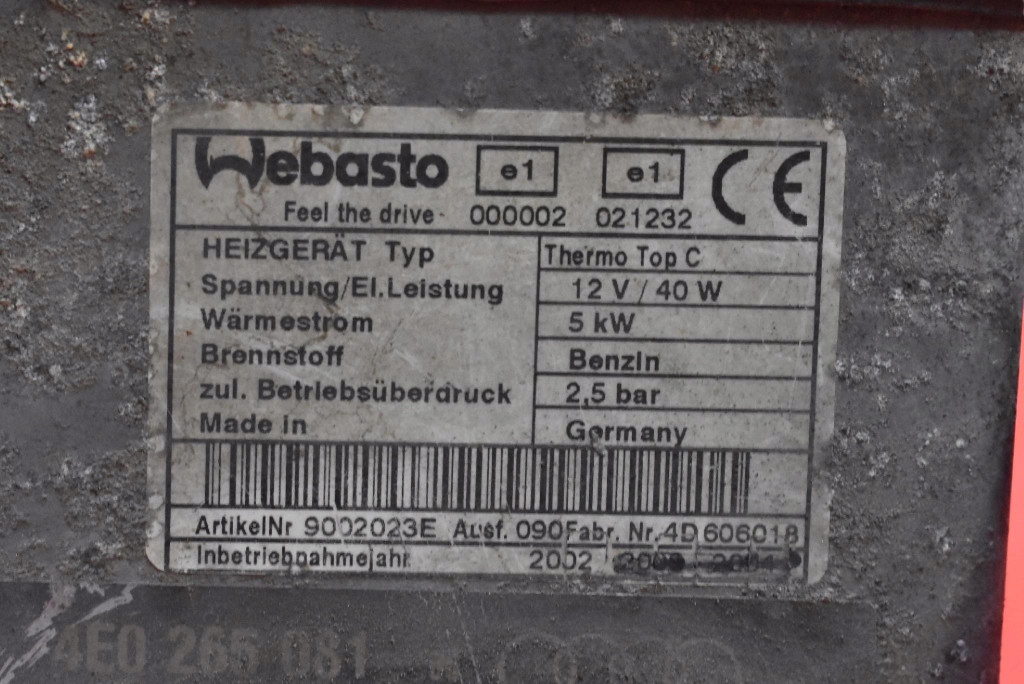 Webasto e1 e1 CE
Feel the drive 000002 021232
HEIZGERÄT Typ Thermo Top C
Spannung/El.Leistung 12 V / 40 W
Wärmestrom 5 kW
Brennstoff Benzin
zul. Betriebsüberdruck 2,5 bar
Made in Germany
ArtikelNr 9002023E Ausf. 090 Fabr. Nr. 4D 606018
Inbetriebnahmejahr 2002
4E0 265 081